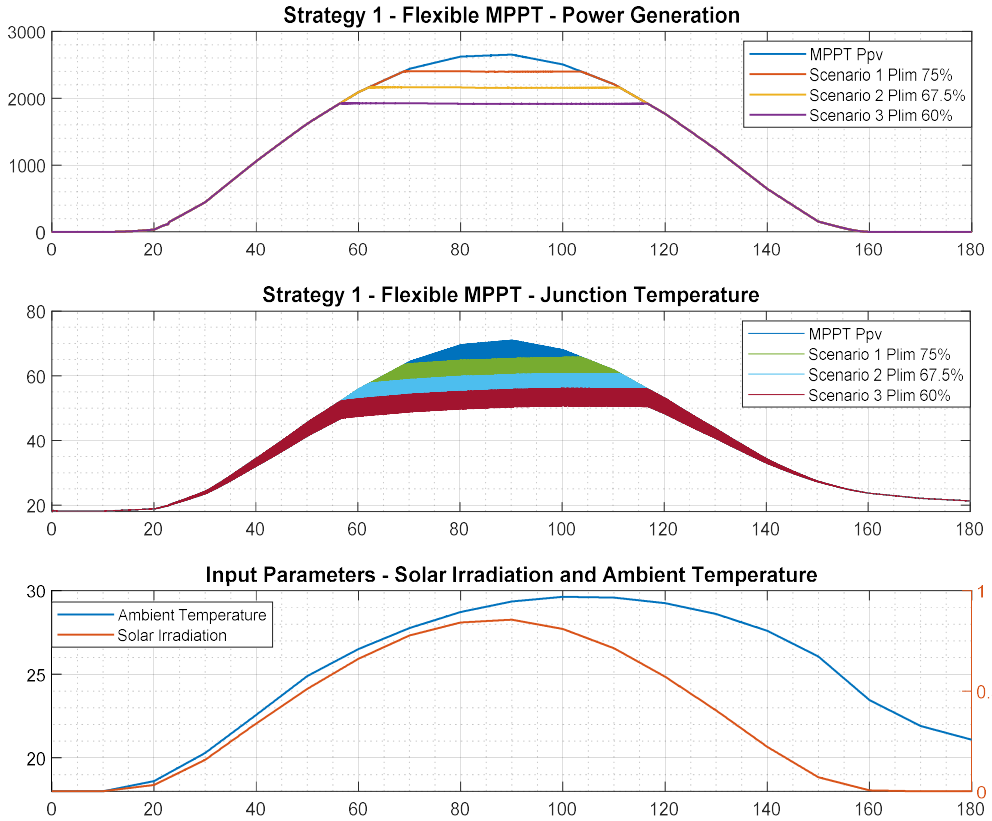 Strategy 1 - Flexible MPPT - Power Generation
3000
2000
1000
0
MPPT Ppv
Scenario 1 Plim 75%
Scenario 2 Plim 67.5%
Scenario 3 Plim 60%
0 20 40 60 80 100 120 140 160 180
Strategy 1 - Flexible MPPT - Junction Temperature
80
60
40
20
MPPT Ppv
Scenario 1 Plim 75%
Scenario 2 Plim 67.5%
Scenario 3 Plim 60%
0 20 40 60 80 100 120 140 160 180
Input Parameters - Solar Irradiation and Ambient Temperature
30
25
20
Ambient Temperature
Solar Irradiation
1
0.
0
0 20 40 60 80 100 120 140 160 180